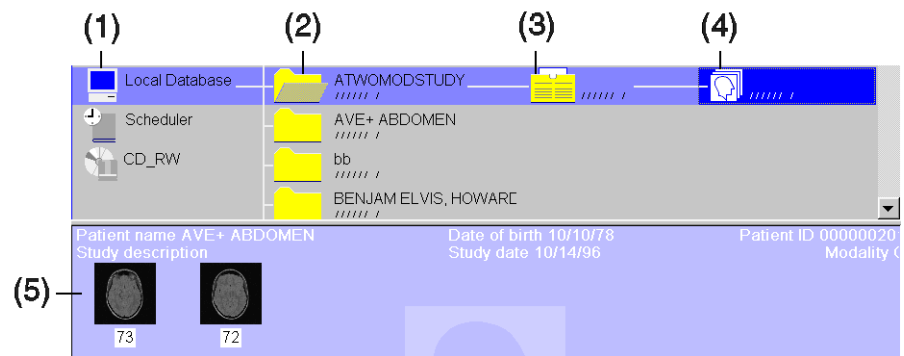 (1) (2) (3) (4)
Local Database ATWOMODSTUDY
////// / ////// / ////// /
Scheduler AVE+ ABDOMEN
////// /
CD_RW bb
////// /
BENJAM ELVIS, HOWARD
////// /
Patient name AVE+ ABDOMEN Date of birth 10/10/78 Patient ID 00000020
Study description Study date 10/14/96 Modality
(5)
73 72